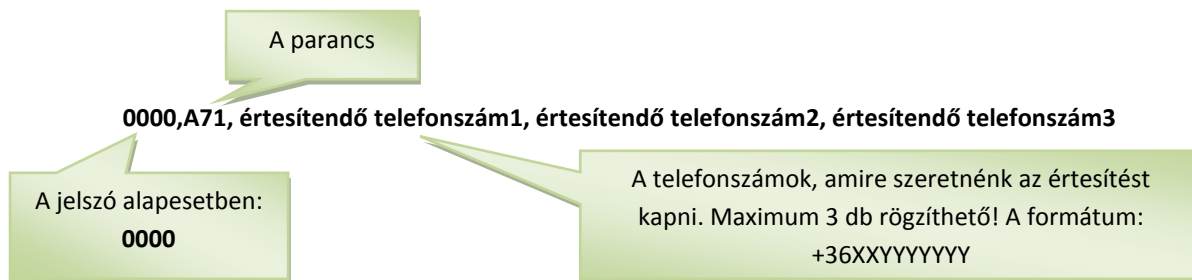 A parancs
0000,A71, értesítendő telefonszám1, értesítendő telefonszám2, értesítendő telefonszám3
A jelszó alapesetben:
0000
A telefonszámok, amire szeretnénk az értesítést
kapni. Maximum 3 db rögzíthető! A formátum:
+36XXYYYYYYY